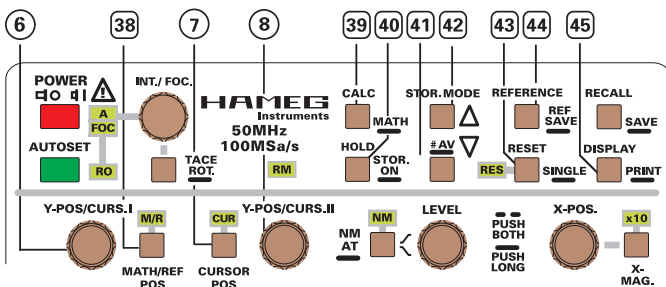 6 38 7 8 39 40 41 42 43 44 45
POWER
INT./ FOC.
HAMEG
Instruments
50MHz
100MSa/s
CALC
STOR. MODE
REFERENCE
RECALL
A
FOC
MATH
REF
SAVE
SAVE
AUTOSET
RO
TACE
ROT.
RM
HOLD
STOR.
ON
# AV
RES
RESET
SINGLE
DISPLAY
PRINT
Y-POS/CURS.I
M/R
CUR
Y-POS/CURS.II
NM
AT
NM
LEVEL
PUSH
BOTH
PUSH
LONG
X-POS.
x10
MATH/REF
POS
CURSOR
POS
X-
MAG.